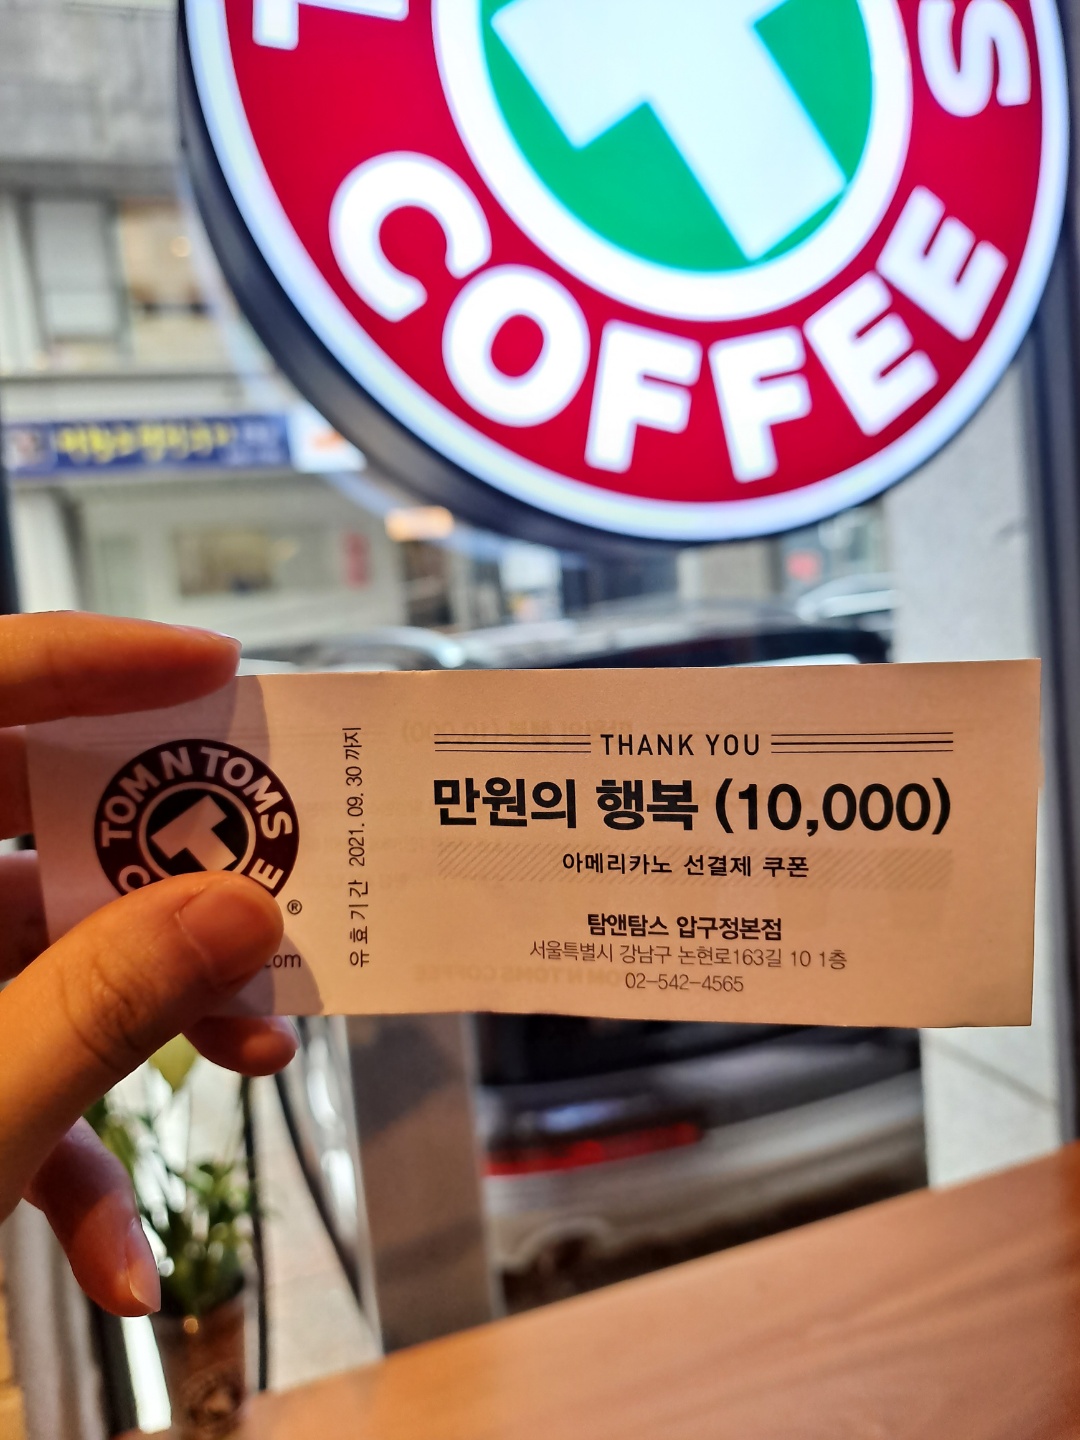 T
S
COFFEE
TOM N TOMS
E
®
com
유효기간 2021. 09. 30 까지
THANK YOU
만원의 행복 (10,000)
아메리카노 선결제 쿠폰
탐앤탐스 압구정본점
서울특별시 강남구 논현로163길 10 1층
02-542-4565